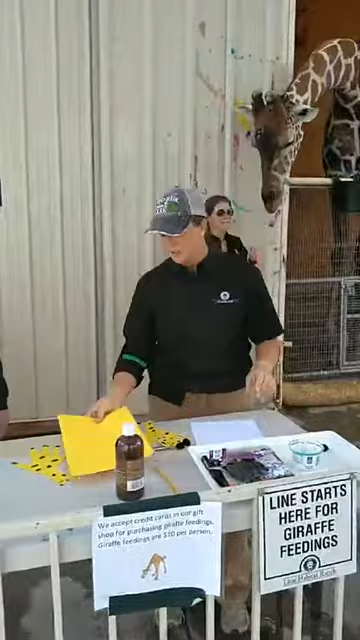 We accept credit cards in our gift
shop for purchasing giraffe feedings.
Giraffe feedings are $10 per person.
LINE STARTS
HERE FOR
GIRAFFE
FEEDINGS